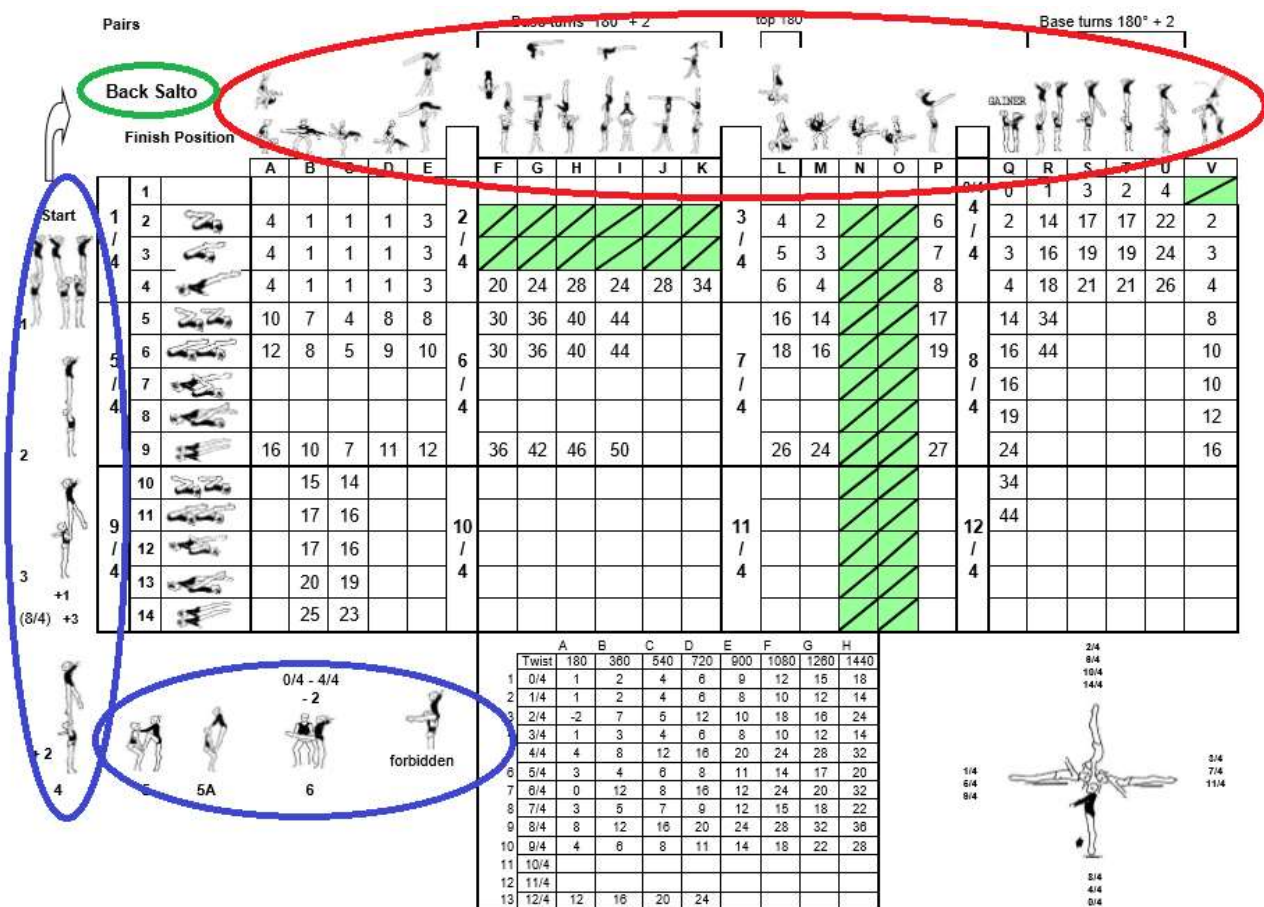 Pairs
Base turns 180° + 2
top 180
Base turns 180° + 2
Back Salto
GAINER
Finish Position
A B C D E F G H I J K L M N O P Q R S T U V
1 0/4 0 1 3 2 4
Start
1/4 2/4 3/4 4/4
2 4 1 1 1 3 4 2 6 2 14 17 17 22 2
3 4 1 1 1 3 5 3 7 3 16 19 19 24 3
4 4 1 1 1 3 20 24 28 24 28 34 6 4 8 4 18 21 21 26 4
1
5 10 7 4 8 8 30 36 40 44 16 14 17 14 34 8
6 12 8 5 9 10 30 36 40 44 18 16 19 16 44 10
5/4 6/4 7/4 8/4
7 16 10
8 19 12
2
9 16 10 7 11 12 36 42 46 50 26 24 27 24 16
10 15 14 34
11 17 16 44
9/4 10/4 11/4 12/4
12 17 16
3
13 20 19
+1
(8/4) +3
14 25 23
A B C D E F G H
Twist 180 360 540 720 900 1080 1260 1440
1 0/4 1 2 4 6 9 12 15 18
2 1/4 1 2 4 6 8 10 12 14
3 2/4 -2 7 5 12 10 18 16 24
3/4 1 3 4 6 8 10 12 14
4/4 4 8 12 16 20 24 28 32
6 5/4 3 4 6 8 11 14 17 20
7 6/4 0 12 8 16 12 24 20 32
8 7/4 3 5 7 9 12 15 18 22
9 8/4 8 12 16 20 24 28 32 36
10 9/4 4 6 8 11 14 18 22 28
11 10/4
12 11/4
13 12/4 12 16 20 24
0/4 - 4/4
- 2
+ 2
forbidden
4 5 5A 6
2/4
6/4
10/4
14/4
1/4
5/4
9/4
3/4
7/4
11/4
8/4
4/4
0/4